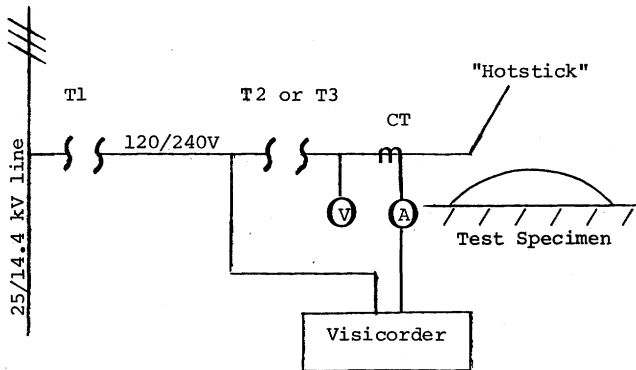 "Hotstick"
T1
T2 or T3
CT
120/240V
25/14.4 kV line
V
A
Test Specimen
Visicorder